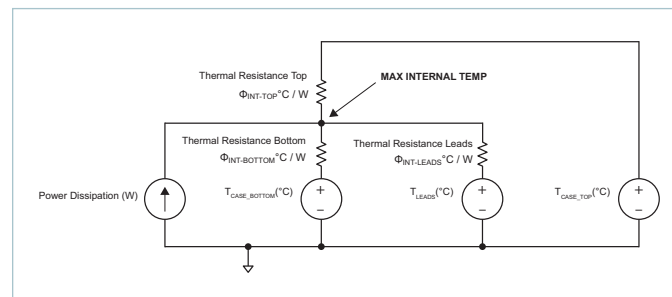 Thermal Resistance Top
ΦINT-TOP°C / W
MAX INTERNAL TEMP
Thermal Resistance Bottom
ΦINT-BOTTOM°C / W
Thermal Resistance Leads
ΦINT-LEADS°C / W
Power Dissipation (W)
TCASE_BOTTOM(°C)
+
–
TLEADS(°C)
+
–
TCASE_TOP(°C)
+
–